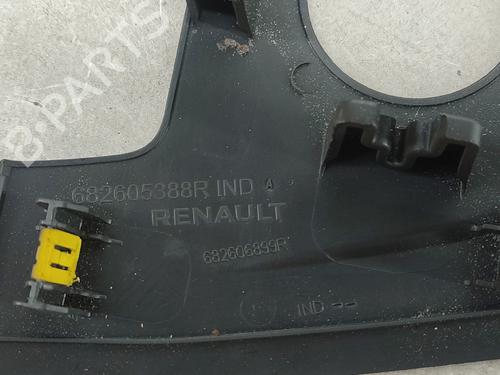 B-PARTS
682605388R IND A
RENAULT
682606899R
IND --